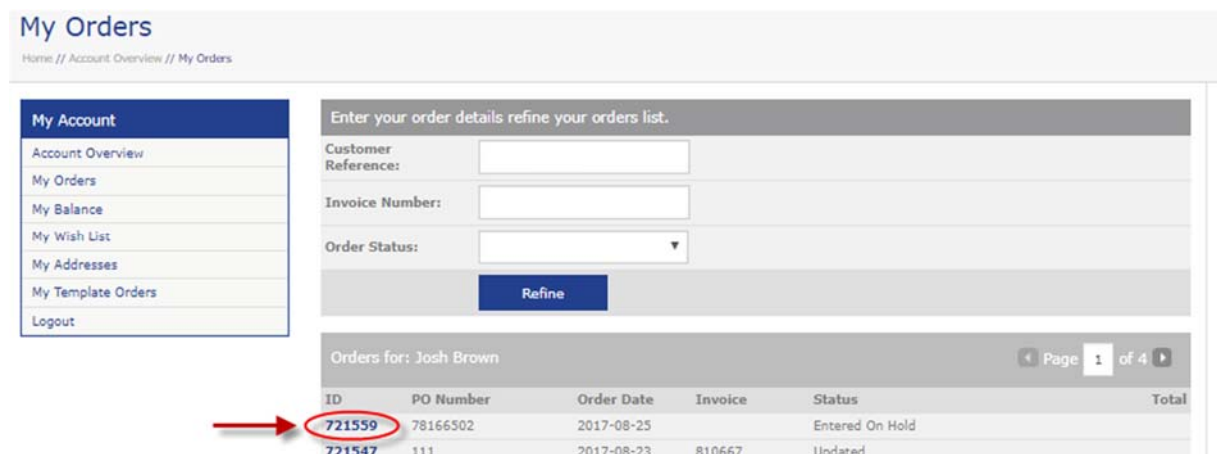 My Orders
Home // Account Overview // My Orders
My Account
Account Overview
My Orders
My Balance
My Wish List
My Addresses
My Template Orders
Logout
Enter your order details refine your orders list.
Customer
Reference:
Invoice Number:
Order Status:
Refine
Orders for: Josh Brown Page 1 of 4
ID PO Number Order Date Invoice Status Total
721559 78166502 2017-08-25 Entered On Hold
721547 111 2017-08-23 810667 Updated